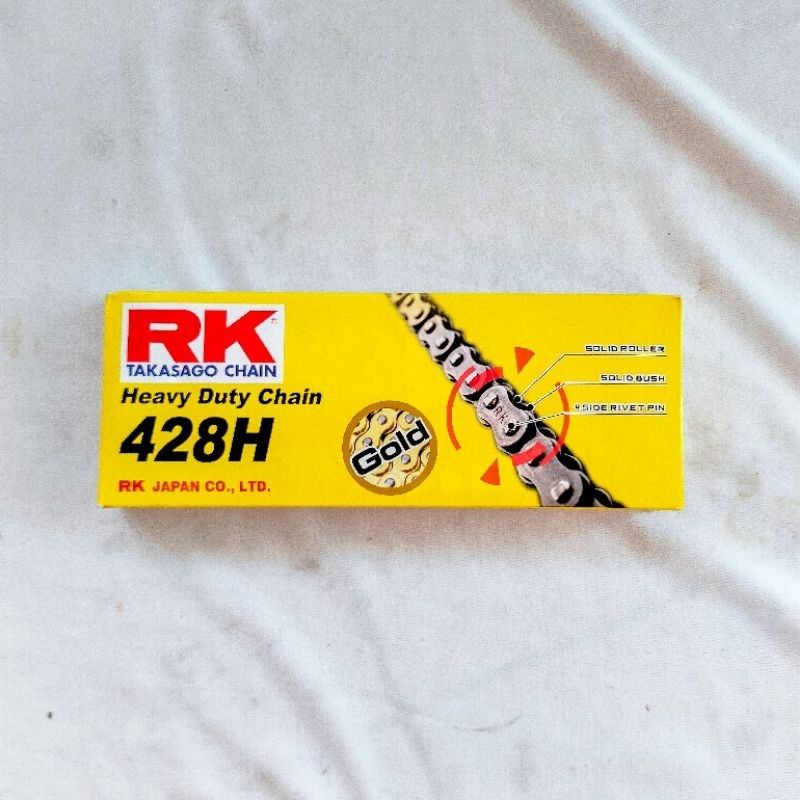 RK
TAKASAGO CHAIN
Heavy Duty Chain
428H
RK JAPAN CO., LTD.
Gold
RK
SOLID ROLLER
SOLID BUSH
4 SIDE RIVET PIN